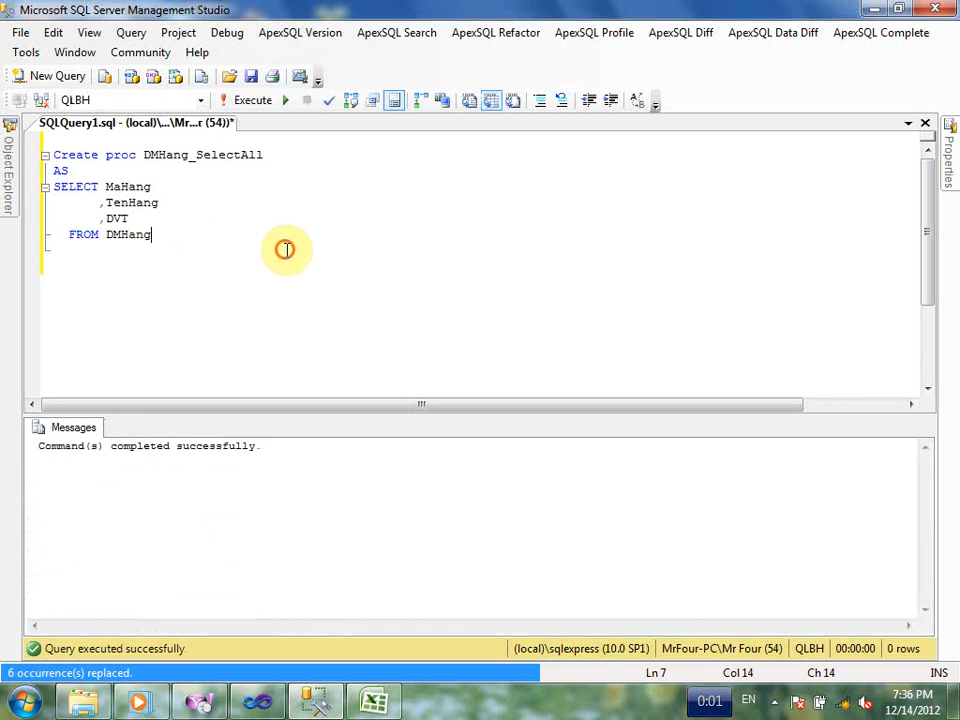 Microsoft SQL Server Management Studio
File Edit View Query Project Debug ApexSQL Version ApexSQL Search ApexSQL Refactor ApexSQL Profile ApexSQL Diff ApexSQL Data Diff ApexSQL Complete
Tools Window Community Help
New Query
QLBH Execute
SQLQuery1.sql - (local)\...\Mr...r (54))*
Object Explorer
Properties
Create proc DMHang_SelectAll
AS
SELECT MaHang
,TenHang
,DVT
FROM DMHang
Messages
Command(s) completed successfully.
Query executed successfully. (local)\sqlexpress (10.0 SP1) MrFour-PC\Mr Four (54) QLBH 00:00:00 0 rows
6 occurrence(s) replaced. Ln 7 Col 14 Ch 14 INS
0:01 EN 7:36 PM
12/14/2012